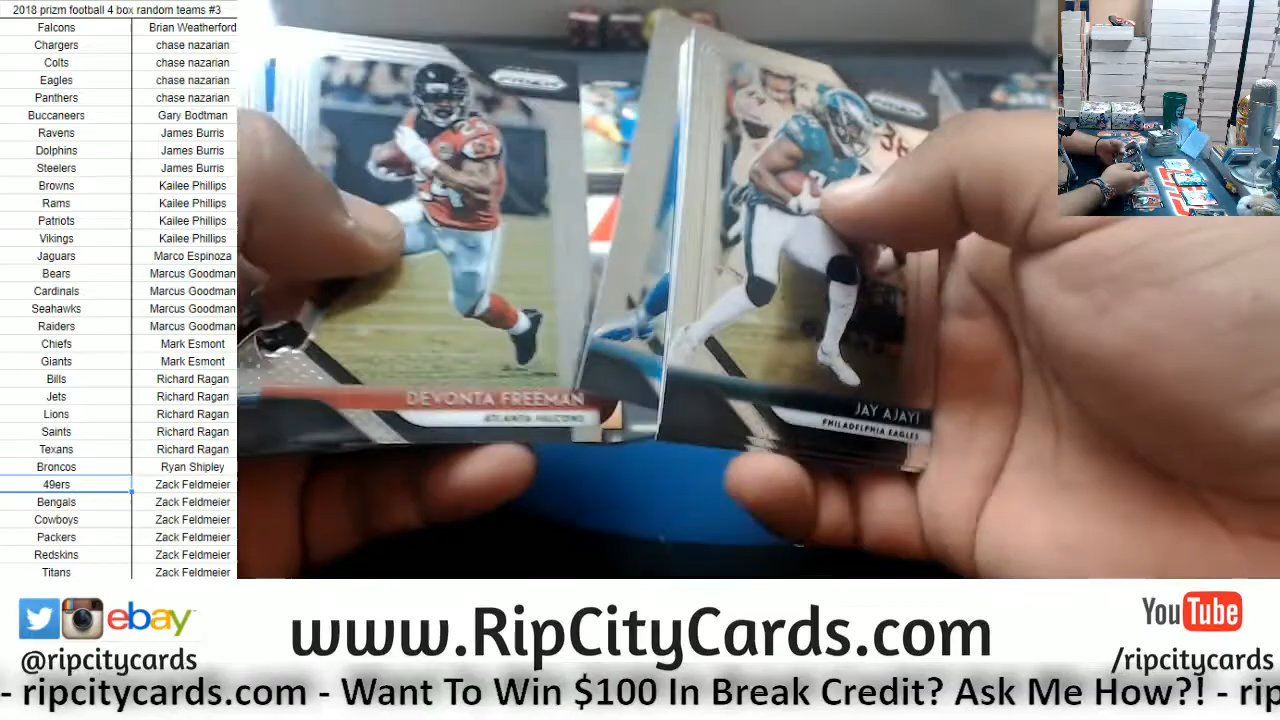 2018 prizm football 4 box random teams #3
Falcons Brian Weatherford
Chargers chase nazarian
Colts chase nazarian
Eagles chase nazarian
Panthers chase nazarian
Buccaneers Gary Bodtman
Ravens James Burris
Dolphins James Burris
Steelers James Burris
Browns Kailee Phillips
Rams Kailee Phillips
Patriots Kailee Phillips
Vikings Kailee Phillips
Jaguars Marco Espinoza
Bears Marcus Goodman
Cardinals Marcus Goodman
Seahawks Marcus Goodman
Raiders Marcus Goodman
Chiefs Mark Esmont
Giants Mark Esmont
Bills Richard Ragan
Jets Richard Ragan
Lions Richard Ragan
Saints Richard Ragan
Texans Richard Ragan
Broncos Ryan Shipley
49ers Zack Feldmeier
Bengals Zack Feldmeier
Cowboys Zack Feldmeier
Packers Zack Feldmeier
Redskins Zack Feldmeier
Titans Zack Feldmeier
DEVONTA FREEMAN
ATLANTA FALCONS
JAY AJAYI
PHILADELPHIA EAGLES
ebay
@ripcitycards
www.RipCityCards.com
YouTube
/ripcitycards
- ripcitycards.com - Want To Win $100 In Break Credit? Ask Me How?! - rip